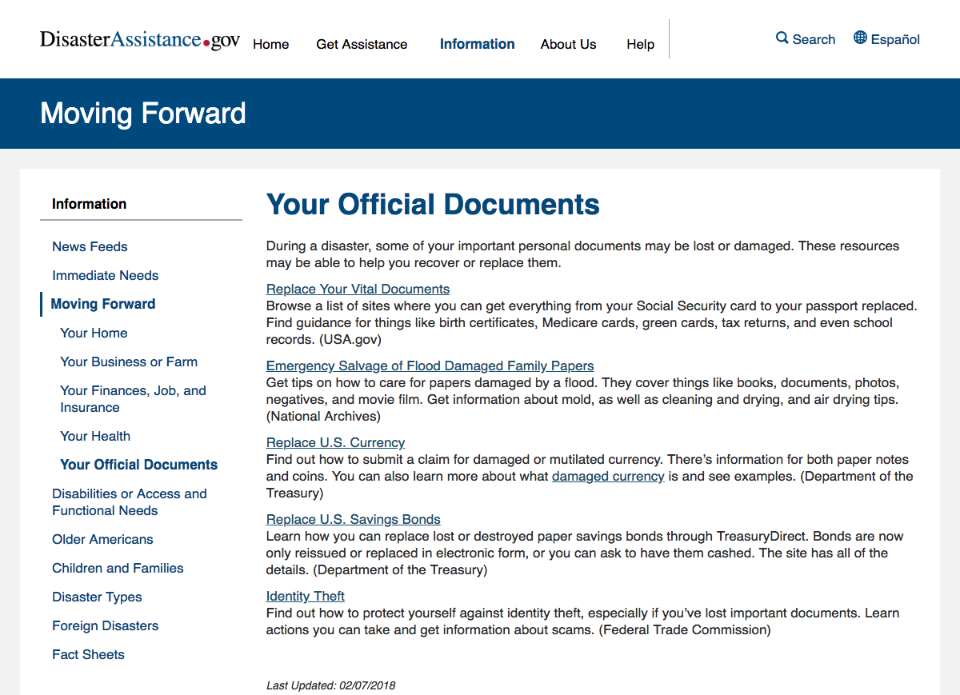 DisasterAssistance.gov
Home
Get Assistance
Information
About Us
Help
Search
Español
Moving Forward
Information
News Feeds
Immediate Needs
Moving Forward
Your Home
Your Business or Farm
Your Finances, Job, and
Insurance
Your Health
Your Official Documents
Disabilities or Access and
Functional Needs
Older Americans
Children and Families
Disaster Types
Foreign Disasters
Fact Sheets
Your Official Documents
During a disaster, some of your important personal documents may be lost or damaged. These resources
may be able to help you recover or replace them.
Replace Your Vital Documents
Browse a list of sites where you can get everything from your Social Security card to your passport replaced.
Find guidance for things like birth certificates, Medicare cards, green cards, tax returns, and even school
records. (USA.gov)
Emergency Salvage of Flood Damaged Family Papers
Get tips on how to care for papers damaged by a flood. They cover things like books, documents, photos,
negatives, and movie film. Get information about mold, as well as cleaning and drying, and air drying tips.
(National Archives)
Replace U.S. Currency
Find out how to submit a claim for damaged or mutilated currency. There's information for both paper notes
and coins. You can also learn more about what damaged currency is and see examples. (Department of the
Treasury)
Replace U.S. Savings Bonds
Learn how you can replace lost or destroyed paper savings bonds through TreasuryDirect. Bonds are now
only reissued or replaced in electronic form, or you can ask to have them cashed. The site has all of the
details. (Department of the Treasury)
Identity Theft
Find out how to protect yourself against identity theft, especially if you've lost important documents. Learn
actions you can take and get information about scams. (Federal Trade Commission)
Last Updated: 02/07/2018